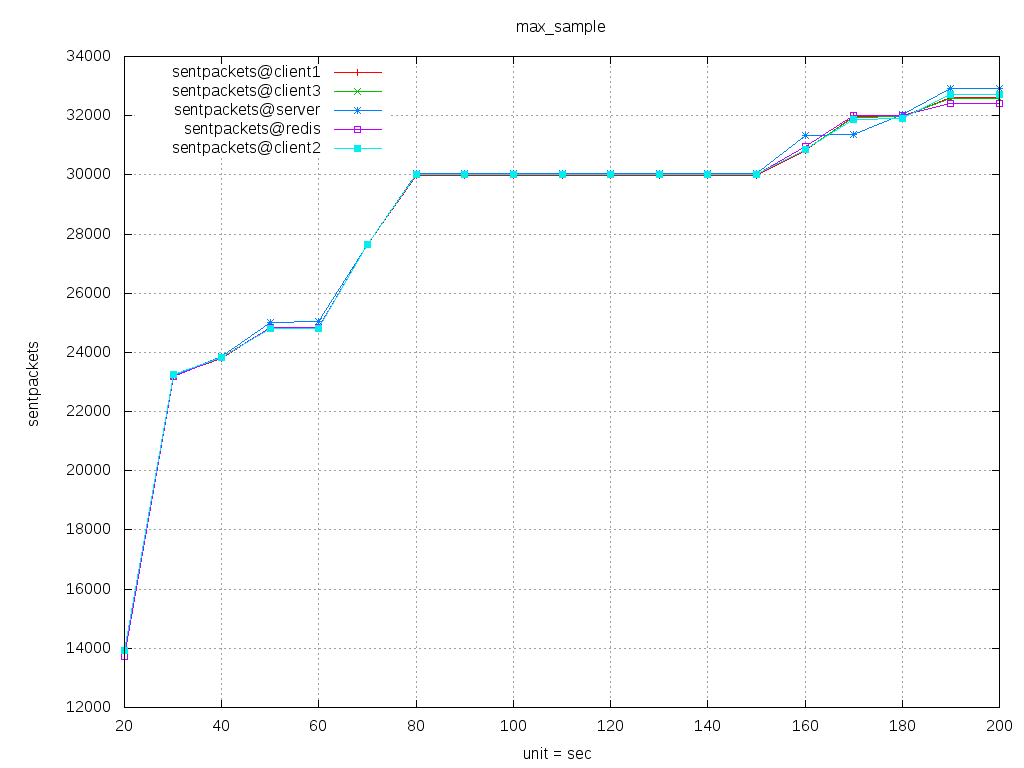 max_sample
34000
32000
30000
28000
26000
24000
22000
20000
18000
16000
14000
12000
sentpackets
sentpackets@client1
sentpackets@client3
sentpackets@server
sentpackets@redis
sentpackets@client2
20 40 60 80 100 120 140 160 180 200
unit = sec